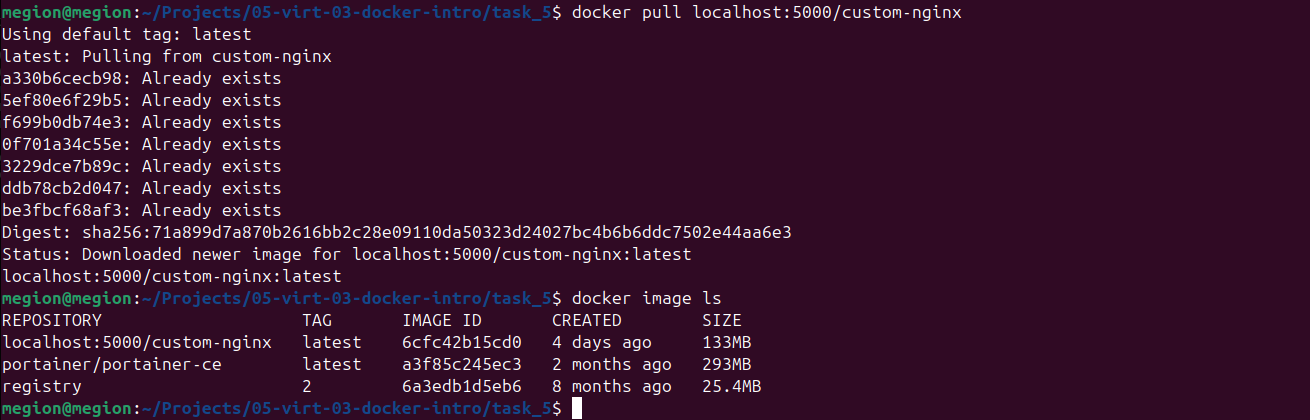 megion@megion:~/Projects/05-virt-03-docker-intro/task_5$ docker pull localhost:5000/custom-nginx
Using default tag: latest
latest: Pulling from custom-nginx
a330b6cecb98: Already exists
5ef80e6f29b5: Already exists
f699b0db74e3: Already exists
0f701a34c55e: Already exists
3229dce7b89c: Already exists
ddb78cb2d047: Already exists
be3fbcf68af3: Already exists
Digest: sha256:71a899d7a870b2616bb2c28e09110da50323d24027bc4b6b6ddc7502e44aa6e3
Status: Downloaded newer image for localhost:5000/custom-nginx:latest
localhost:5000/custom-nginx:latest
megion@megion:~/Projects/05-virt-03-docker-intro/task_5$ docker image ls
REPOSITORY                    TAG       IMAGE ID       CREATED        SIZE
localhost:5000/custom-nginx   latest    6cfc42b15cd0   4 days ago     133MB
portainer/portainer-ce        latest    a3f85c245ec3   2 months ago   293MB
registry                      2         6a3edb1d5eb6   8 months ago   25.4MB
megion@megion:~/Projects/05-virt-03-docker-intro/task_5$